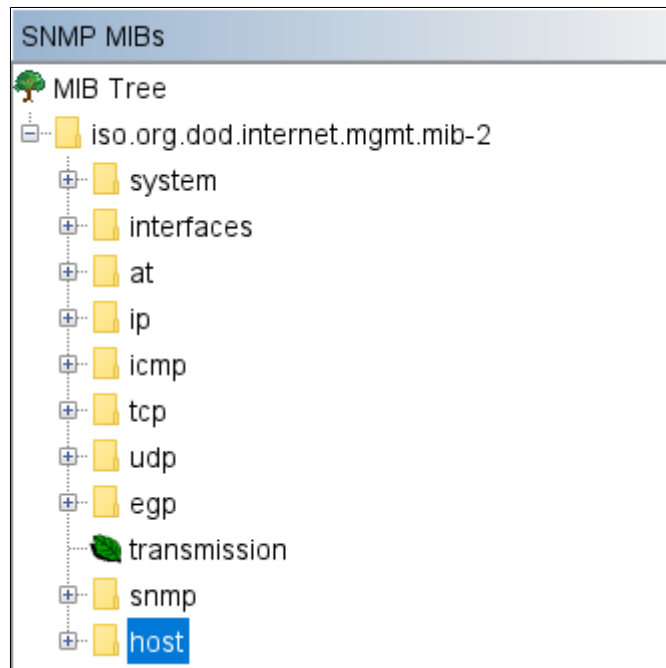 SNMP MIBs
MIB Tree
iso.org.dod.internet.mgmt.mib-2
system
interfaces
at
ip
icmp
tcp
udp
egp
transmission
snmp
host